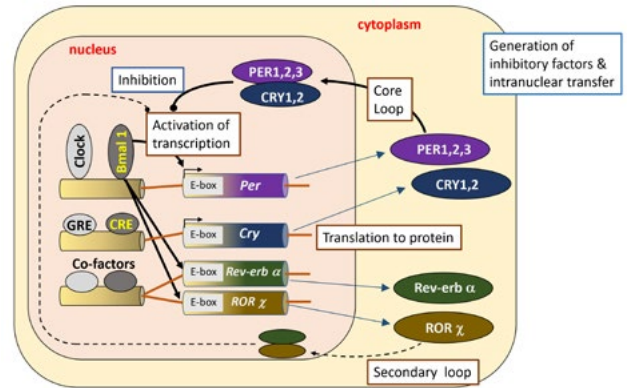 cytoplasm
nucleus
Generation of
inhibitory factors &
intranuclear transfer
Inhibition
PER1,2,3
CRY1,2
Core
Loop
Activation of
transcription
Clock
Bmal 1
PER1,2,3
E-box Per
CRY1,2
GRE CRE
E-box Cry
Translation to protein
Co-factors
E-box Rev-erb α
Rev-erb α
E-box ROR χ
ROR χ
Secondary loop